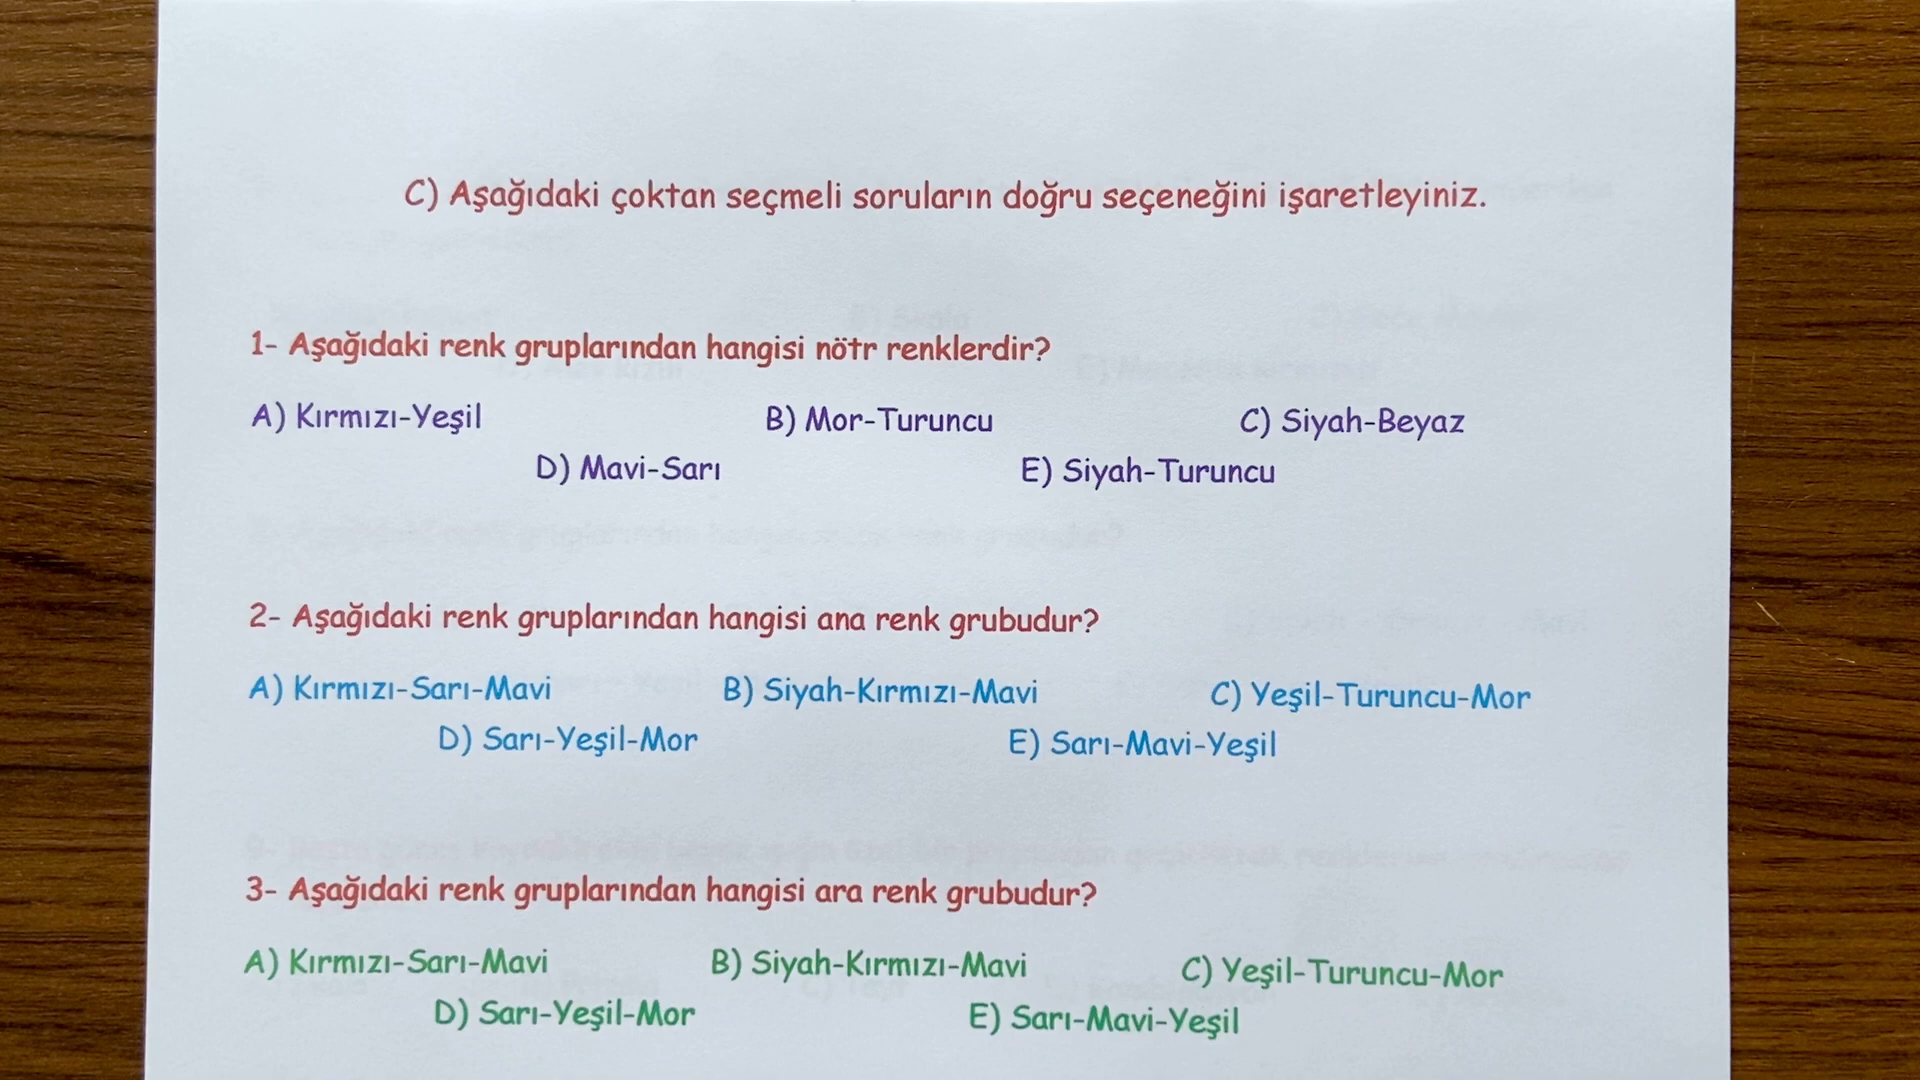 C) Aşağıdaki çoktan seçmeli soruların doğru seçeneğini işaretleyiniz.
1- Aşağıdaki renk gruplarından hangisi nötr renklerdir?
A) Kırmızı-Yeşil B) Mor-Turuncu C) Siyah-Beyaz
D) Mavi-Sarı E) Siyah-Turuncu
2- Aşağıdaki renk gruplarından hangisi ana renk grubudur?
A) Kırmızı-Sarı-Mavi B) Siyah-Kırmızı-Mavi C) Yeşil-Turuncu-Mor
D) Sarı-Yeşil-Mor E) Sarı-Mavi-Yeşil
3- Aşağıdaki renk gruplarından hangisi ara renk grubudur?
A) Kırmızı-Sarı-Mavi B) Siyah-Kırmızı-Mavi C) Yeşil-Turuncu-Mor
D) Sarı-Yeşil-Mor E) Sarı-Mavi-Yeşil